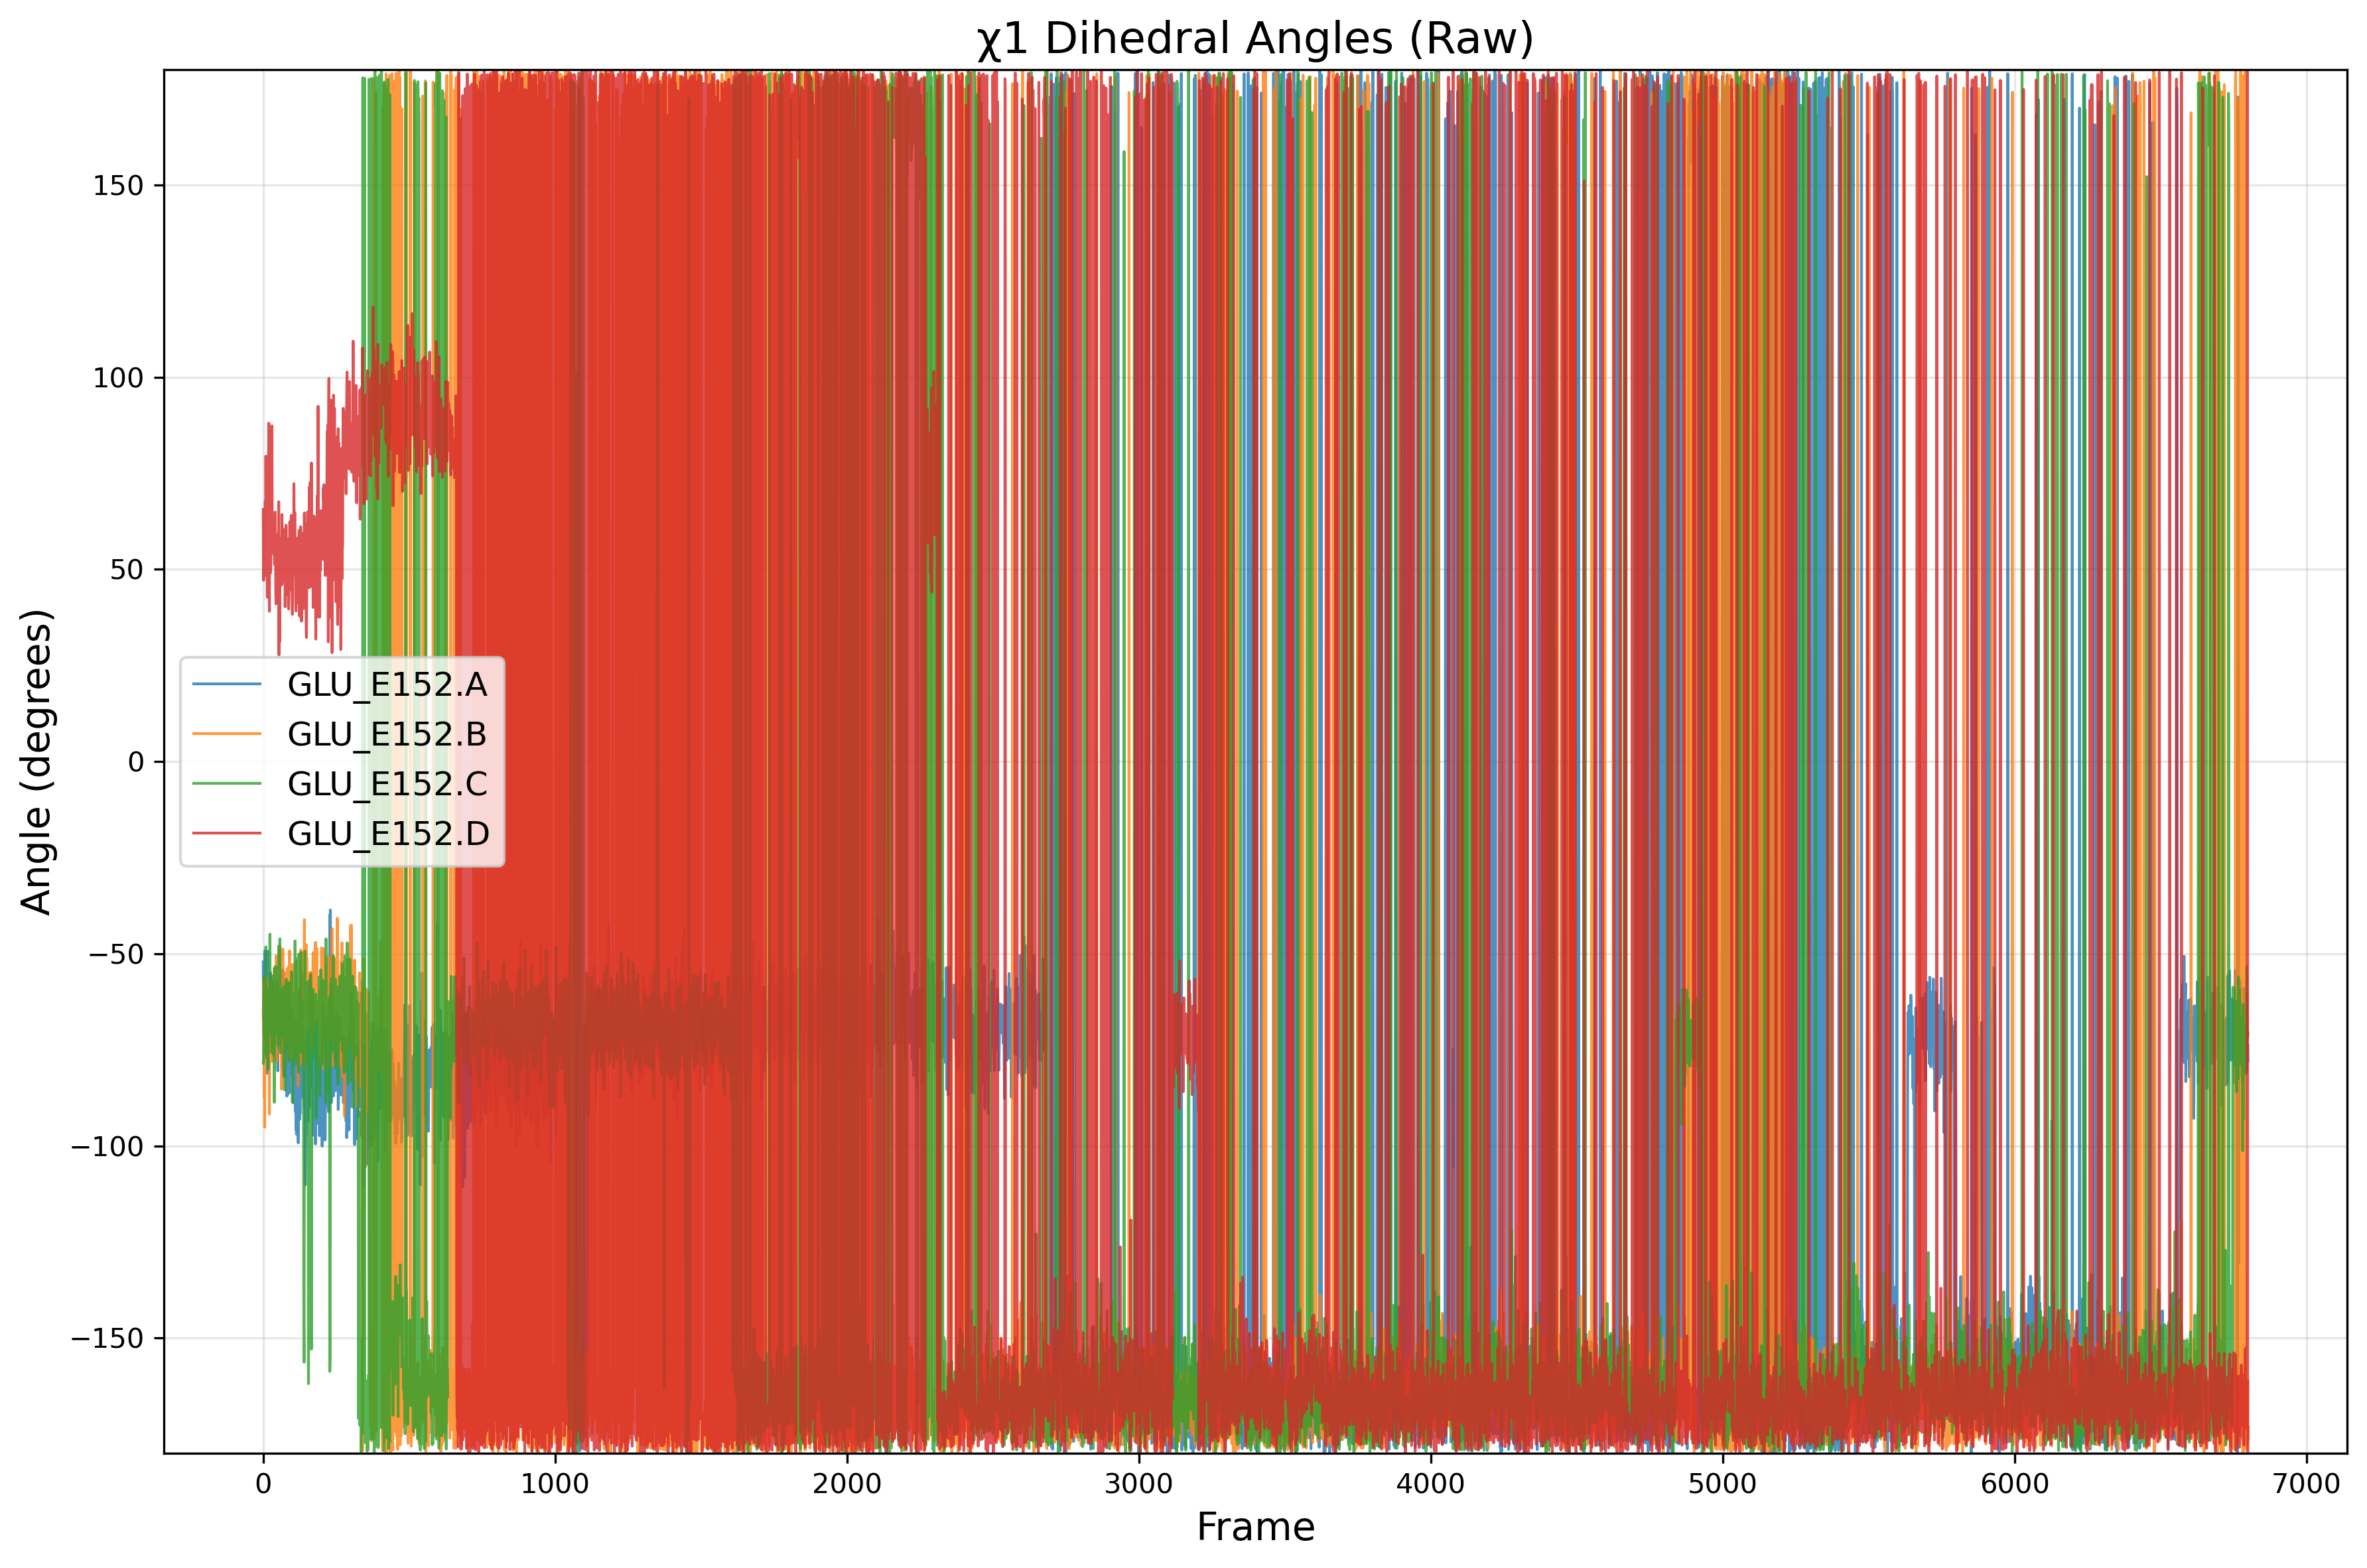 χ1 Dihedral Angles (Raw)
150
100
50
0
−50
−100
−150
Angle (degrees)
GLU_E152.A
GLU_E152.B
GLU_E152.C
GLU_E152.D
0 1000 2000 3000 4000 5000 6000 7000
Frame